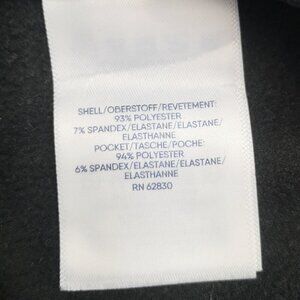 SHELL/OBERSTOFF/REVETEMENT:
93% POLYESTER
7% SPANDEX/ELASTANE/ELASTANE/
ELASTHANNE
POCKET/TASCHE/POCHE:
94% POLYESTER
6% SPANDEX/ELASTANE/ELASTANE/
ELASTHANNE
RN 62830